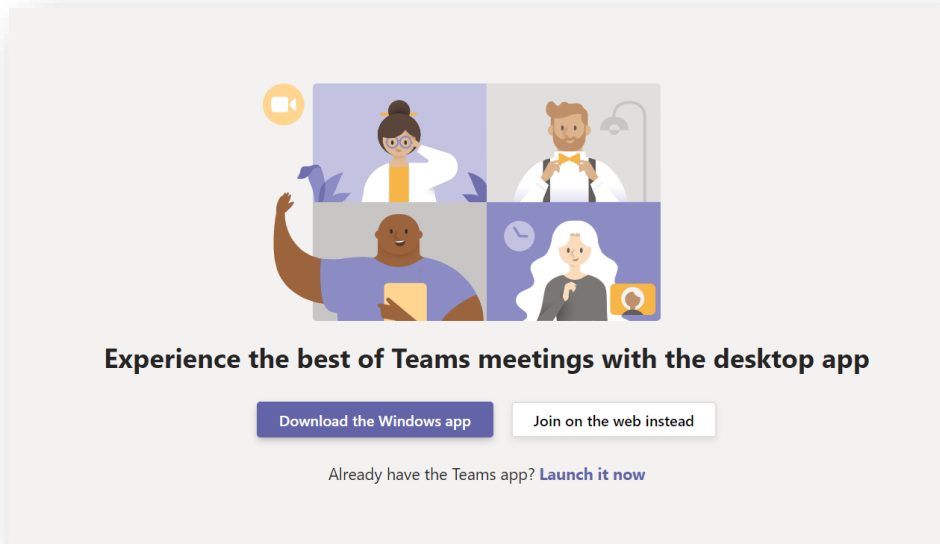 Experience the best of Teams meetings with the desktop app
Download the Windows app
Join on the web instead
Already have the Teams app? Launch it now